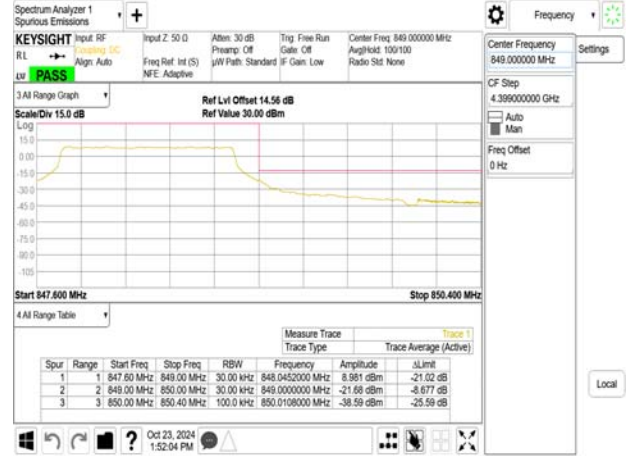 Spectrum Analyzer 1
Spurious Emissions
Frequency
Settings
KEYSIGHT
RL
PASS
Input: RF
Coupling: DC
Align: Auto
Input Z: 50 Ω
Freq Ref: Int (S)
NFE: Adaptive
Atten: 30 dB
Preamp: Off
µW Path: Standard
Trig: Free Run
Gate: Off
IF Gain: Low
Center Freq: 849.000000 MHz
Avg|Hold: 100/100
Radio Std: None
Center Frequency
849.000000 MHz
CF Step
4.399000000 GHz
Auto
Man
Freq Offset
0 Hz
3 All Range Graph
Scale/Div 15.0 dB
Ref Lvl Offset 14.56 dB
Ref Value 30.00 dBm
Log
15.0
0.00
-15.0
-30.0
-45.0
-60.0
-75.0
-90.0
-105
Start 847.600 MHz
Stop 850.400 MHz
4 All Range Table
Measure Trace Trace 1
Trace Type Trace Average (Active)
Spur Range Start Freq Stop Freq RBW Frequency Amplitude ΔLimit
1 1 847.60 MHz 849.00 MHz 30.00 kHz 848.0452000 MHz 8.981 dBm -21.02 dB
2 2 849.00 MHz 850.00 MHz 30.00 kHz 849.0000000 MHz -21.68 dBm -8.677 dB
3 3 850.00 MHz 850.40 MHz 100.0 kHz 850.0108000 MHz -38.59 dBm -25.59 dB
Local
Oct 23, 2024
1:52:04 PM